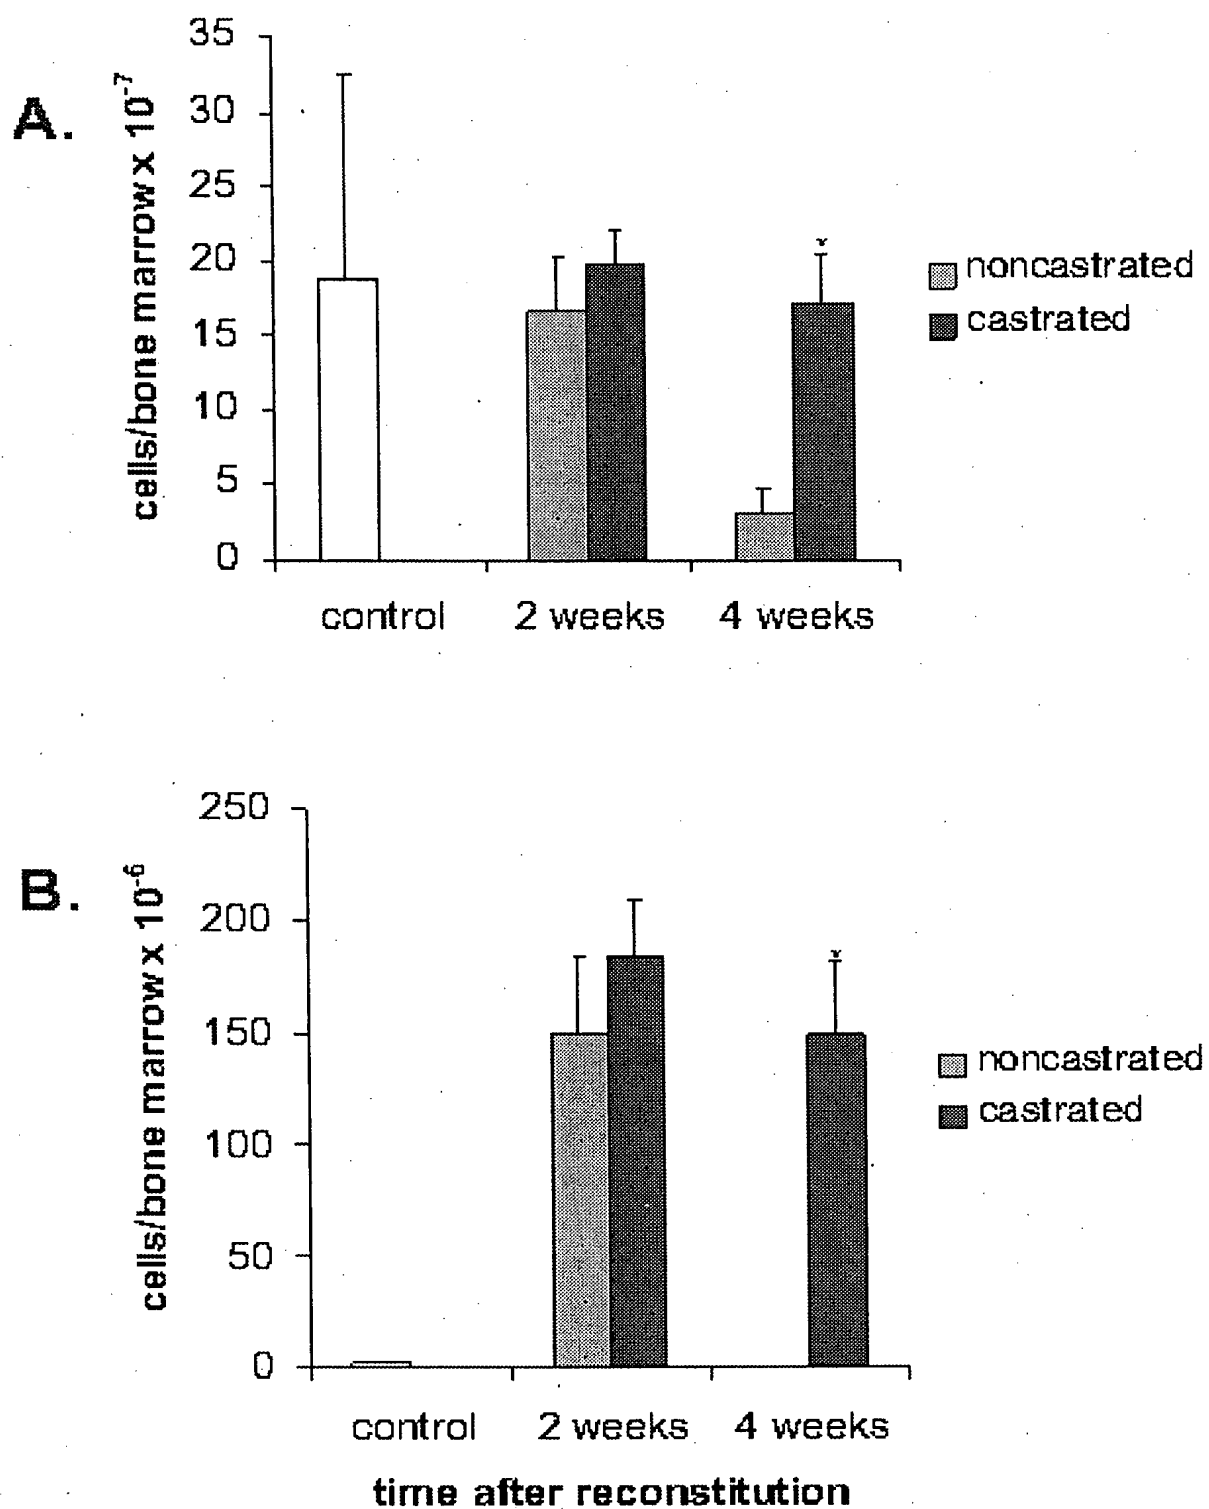 A.
cells/bone marrow x 10-7
35
30
25
20
15
10
5
0
control 2 weeks 4 weeks
*
noncastrated
castrated
B.
cells/bone marrow x 10-6
250
200
150
100
50
0
control 2 weeks 4 weeks
*
noncastrated
castrated
time after reconstitution